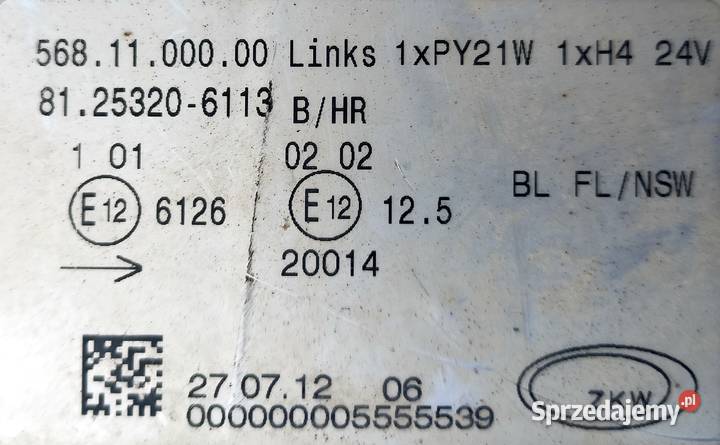 568.11.000.00 Links 1xPY21W 1xH4 24V
81.25320-6113 B/HR
1 01 02 02
E12 6126 E12 12.5 BL FL/NSW
20014
27.07.12 06
000000005555539
ZKW
Sprzedajemy.pl